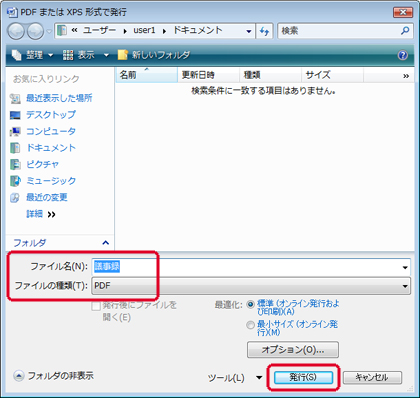 PDF または XPS 形式で発行
« ユーザー ▸ user1 ▸ ドキュメント
検索
整理 表示 新しいフォルダ
お気に入りリンク
最近表示した場所
デスクトップ
コンピュータ
ドキュメント
ピクチャ
ミュージック
最近の変更
詳細 »
フォルダ
名前 更新日時 種類 サイズ »
検索条件に一致する項目はありません。
ファイル名(N): 議事録
ファイルの種類(T): PDF
発行後にファイルを
開く(E)
最適化:
標準 (オンライン発行およ
び印刷)(A)
最小サイズ (オンライン発
行)(M)
オプション(O)...
フォルダの非表示
ツール(L)
発行(S)
キャンセル